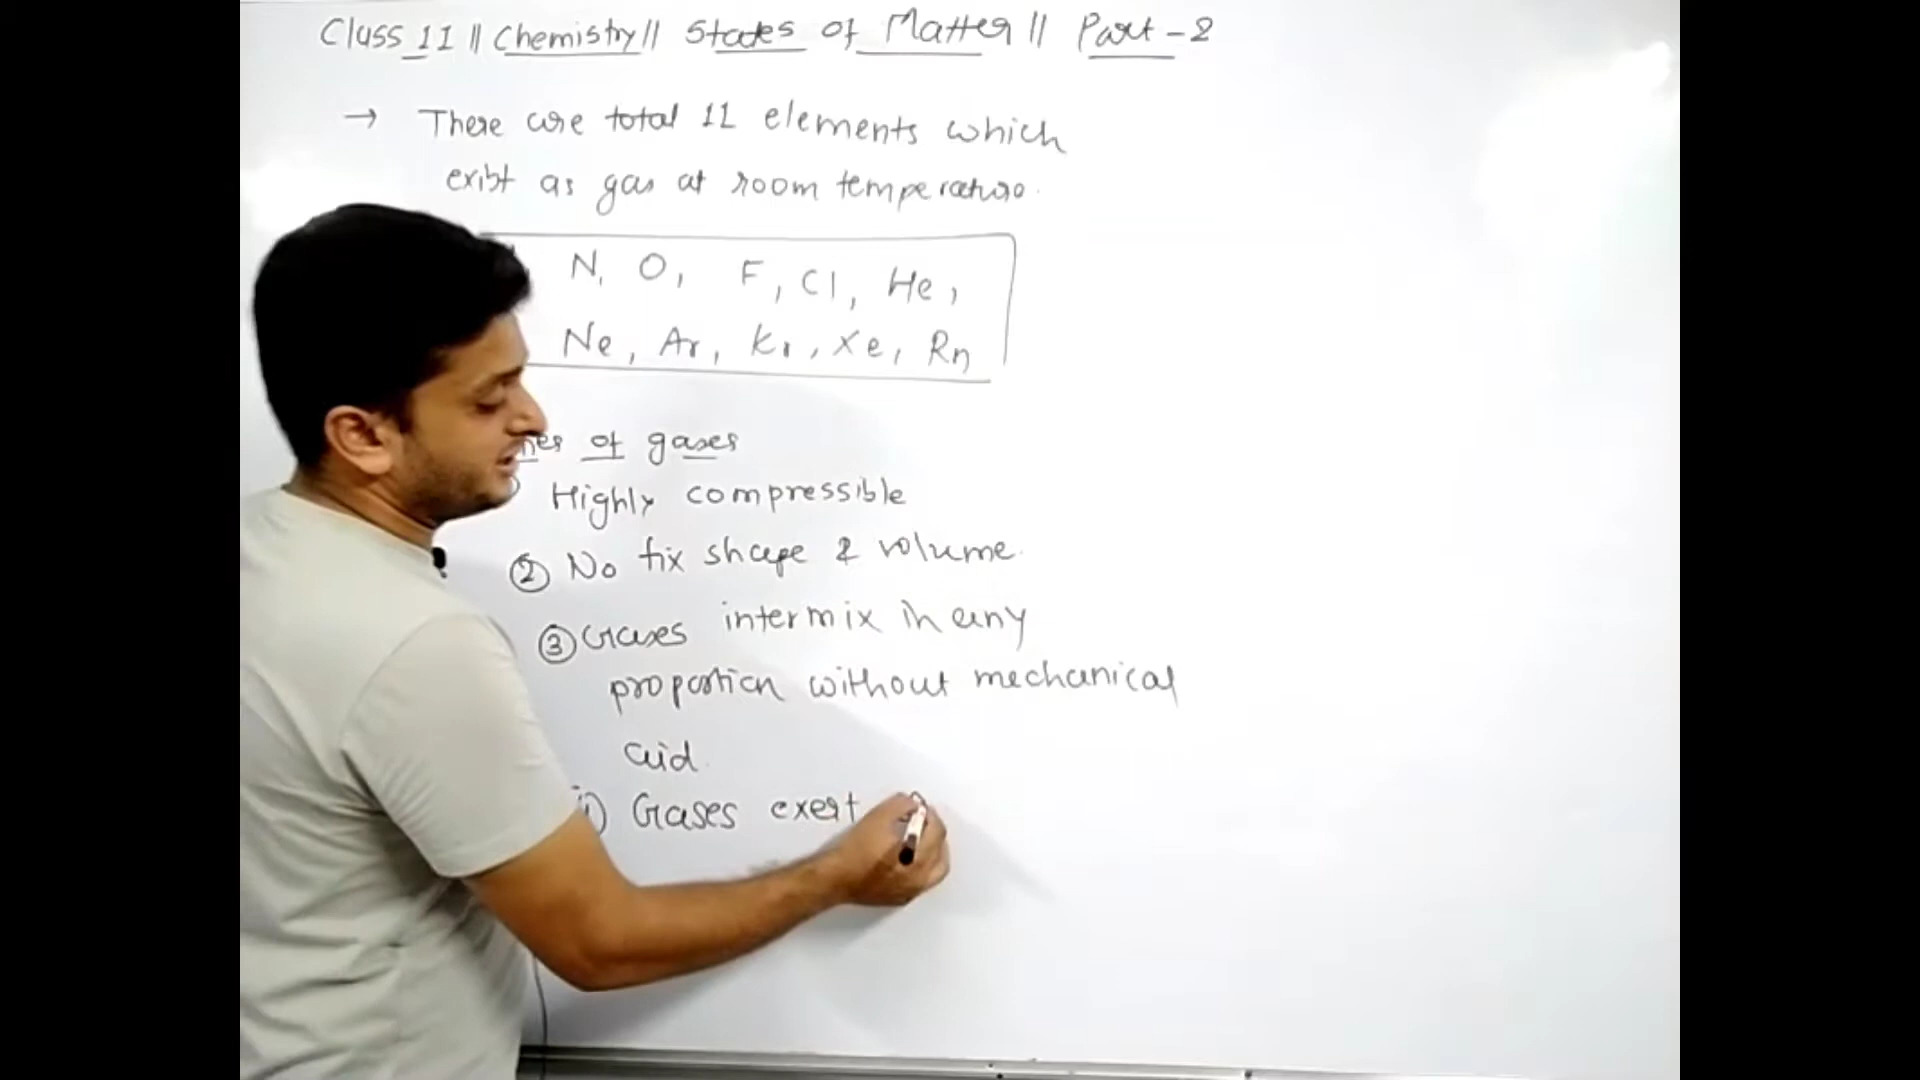 Class 11 || Chemistry || States of Matter || Part-2
→ There are total 11 elements which
exist as gas at room temperature.
N, O, F, Cl, He,
Ne, Ar, Kr, Xe, Rn
of gases
Highly compressible
② No fix shape & volume.
③ Gases intermix in any
proportion without mechanical
aid.
Gases exert